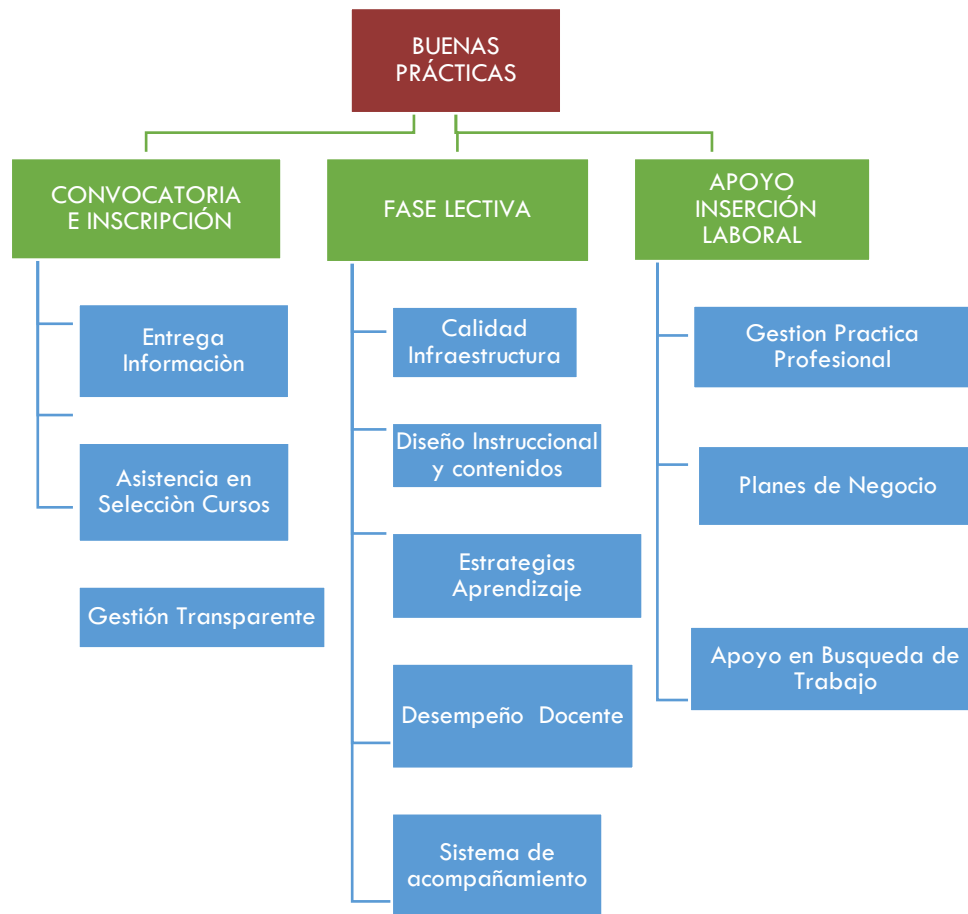 BUENAS
PRÁCTICAS
CONVOCATORIA
E INSCRIPCIÓN
Entrega
Informaciòn
Asistencia en
Selecciòn Cursos
Gestión Transparente
FASE LECTIVA
Calidad
Infraestructura
Diseño Instruccional
y contenidos
Estrategias
Aprendizaje
Desempeño Docente
Sistema de
acompañamiento
APOYO
INSERCIÓN
LABORAL
Gestion Practica
Profesional
Planes de Negocio
Apoyo en Busqueda de
Trabajo